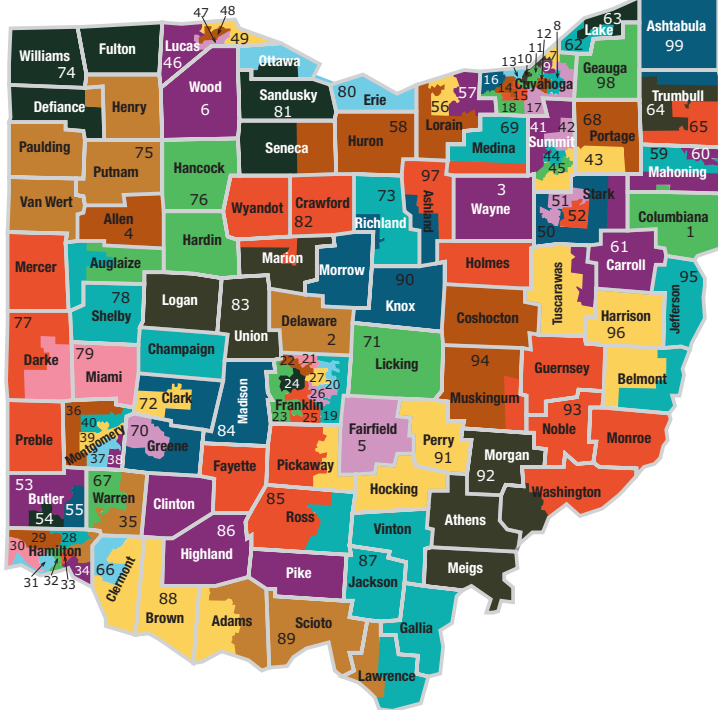 47 48
63
Lake
Ashtabula
99
Williams
74
Fulton
Lucas
46
49
Ottawa
62
8
12
11
10
7
13
9
Geauga
98
Wood
6
Sandusky
81
80
Erie
16
Cuyahoga
14
15
18
17
57
56
Lorain
Trumbull
64
65
Defiance
Henry
Paulding
75
Putnam
Hancock
76
Seneca
Huron
58
69
Medina
41
42
Summit
44
45
68
Portage
43
59
60
Mahoning
Van Wert
Allen
4
Hardin
Wyandot
Crawford
82
73
Richland
97
Ashland
3
Wayne
51
52
Stark
50
Columbiana
1
Mercer
Auglaize
Marion
Morrow
Holmes
61
Carroll
Tuscarawas
95
Jefferson
78
Shelby
Logan
83
Union
90
Knox
Coshocton
Harrison
96
77
Darke
79
Miami
Champaign
Delaware
2
71
Licking
94
Muskingum
Guernsey
Belmont
72
Clark
Madison
84
22 21
24
27
20
26
Franklin
23
25
19
36
40
39
Montgomery
37
38
Preble
70
Greene
Fairfield
5
Perry
91
93
Noble
Monroe
Morgan
92
Fayette
Pickaway
Hocking
Washington
53
Butler
54
55
67
Warren
35
Clinton
85
Ross
Vinton
Athens
29
28
30
Hamilton
34
31
32
33
86
Highland
66
Clermont
Pike
87
Jackson
Meigs
88
Brown
Adams
Scioto
89
Gallia
Lawrence